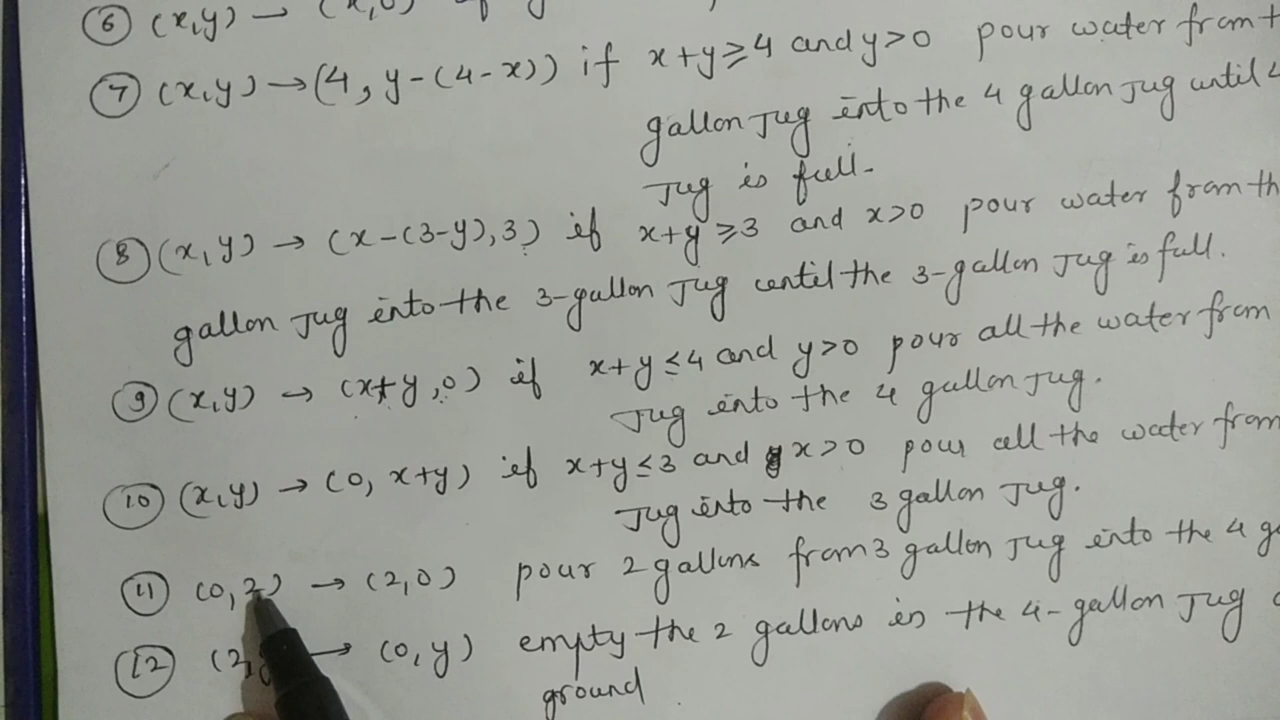 ⑥ (x,y) → (x,0)
⑦ (x,y) → (4, y-(4-x)) if x+y≥4 and y>0 pour water from
gallon Jug into the 4 gallon Jug until
Jug is full.
⑧ (x,y) → (x-(3-y),3) if x+y≥3 and x>0 pour water from
gallon Jug into the 3-gallon Jug until the 3-gallon Jug is full.
⑨ (x,y) → (x+y,0) if x+y≤4 and y>0 pour all the water from
Jug into the 4 gallon Jug.
⑩ (x,y) → (0, x+y) if x+y≤3 and x>0 pour all the water from
Jug into the 3 gallon Jug.
⑪ (0,2) → (2,0) pour 2 gallons from 3 gallon Jug into the 4
⑫ (2, → (0,y) empty the 2 gallons in the 4-gallon Jug
ground